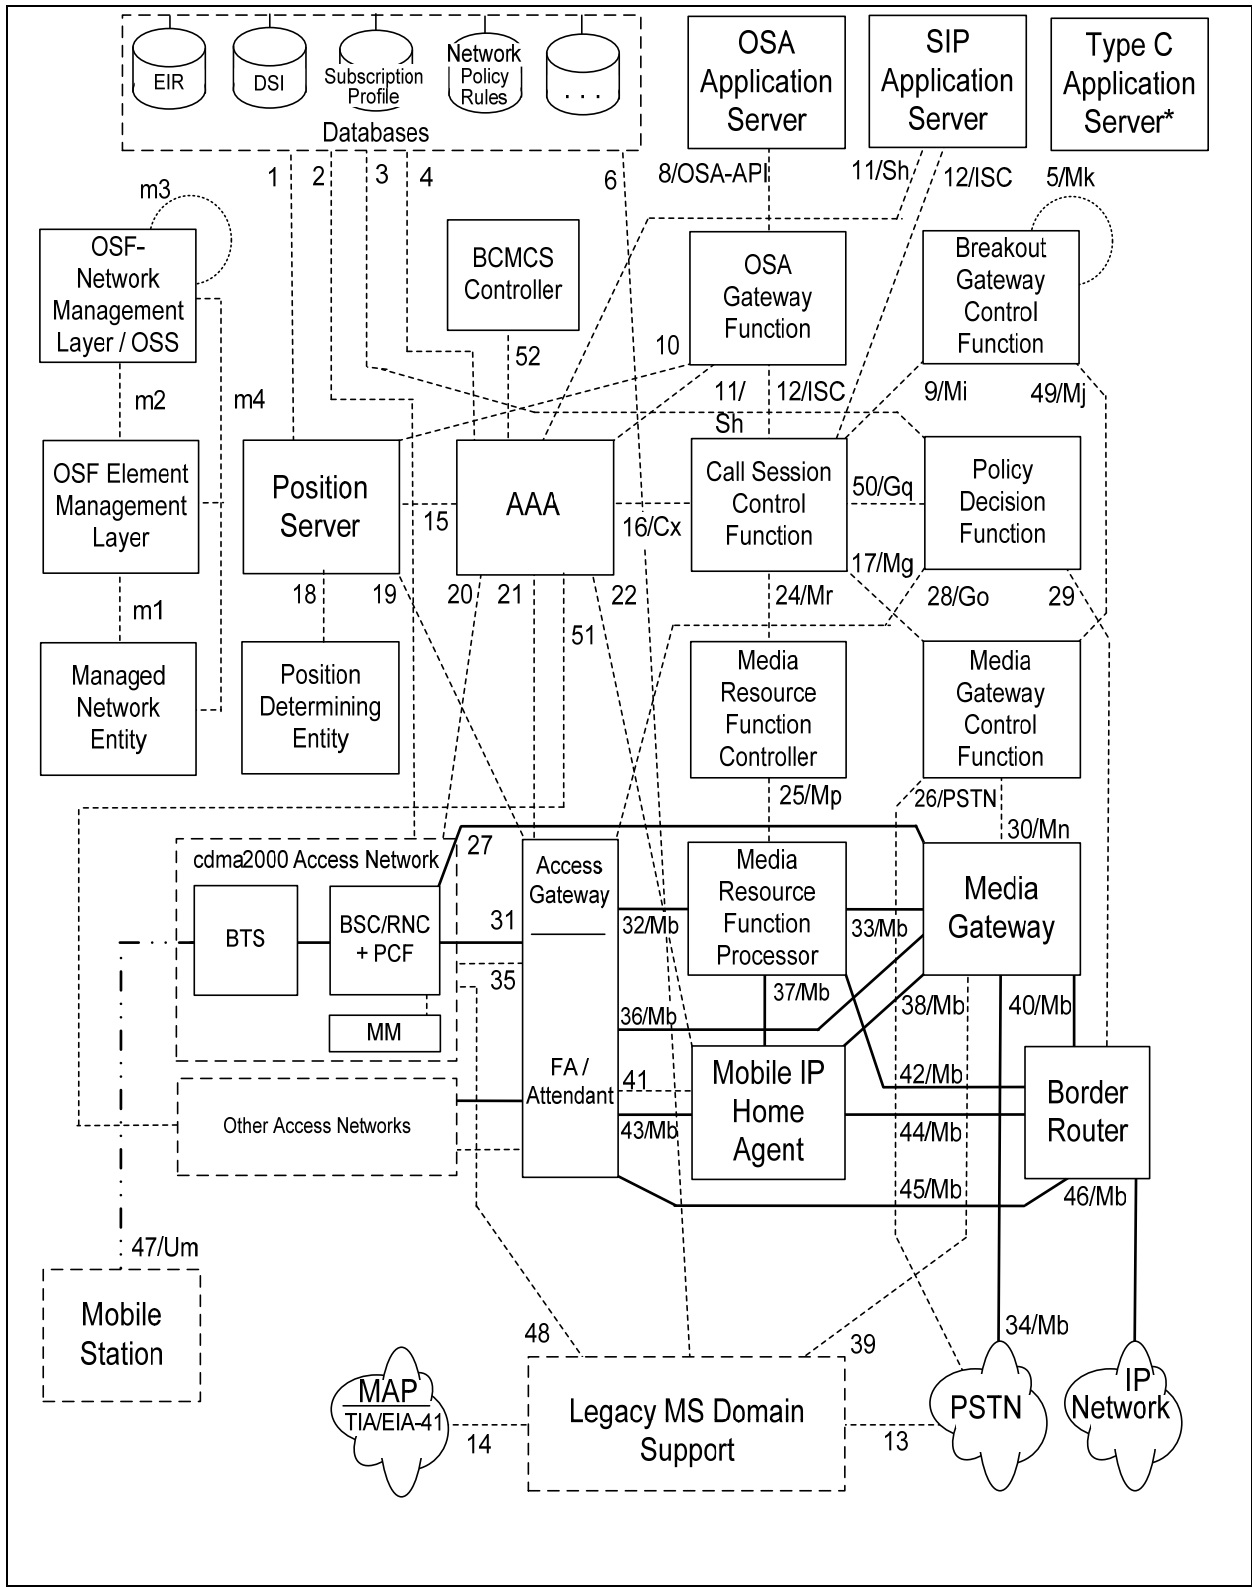 EIR
DSI
Subscription
Profile
Network
Policy
Rules
. . .
Databases
OSA
Application
Server
SIP
Application
Server
Type C
Application
Server*
1
2
3
4
6
8/OSA-API
11/Sh
12/ISC
5/Mk
m3
OSF-
Network
Management
Layer / OSS
BCMCS
Controller
OSA
Gateway
Function
Breakout
Gateway
Control
Function
52
10
m2
m4
11/
Sh
12/ISC
9/Mi
49/Mj
OSF Element
Management
Layer
Position
Server
15
AAA
16/Cx
Call Session
Control
Function
50/Gq
Policy
Decision
Function
17/Mg
m1
18
19
20
21
51
22
24/Mr
28/Go
29
Managed
Network
Entity
Position
Determining
Entity
Media
Resource
Function
Controller
Media
Gateway
Control
Function
25/Mp
26/PSTN
30/Mn
cdma2000 Access Network
27
BTS
BSC/RNC
+ PCF
MM
31
35
Access
Gateway
FA /
Attendant
32/Mb
Media
Resource
Function
Processor
33/Mb
Media
Gateway
36/Mb
37/Mb
38/Mb
40/Mb
Other Access Networks
41
43/Mb
Mobile IP
Home
Agent
42/Mb
44/Mb
Border
Router
45/Mb
46/Mb
47/Um
Mobile
Station
48
39
34/Mb
MAP
TIA/EIA-41
14
Legacy MS Domain
Support
13
PSTN
IP
Network